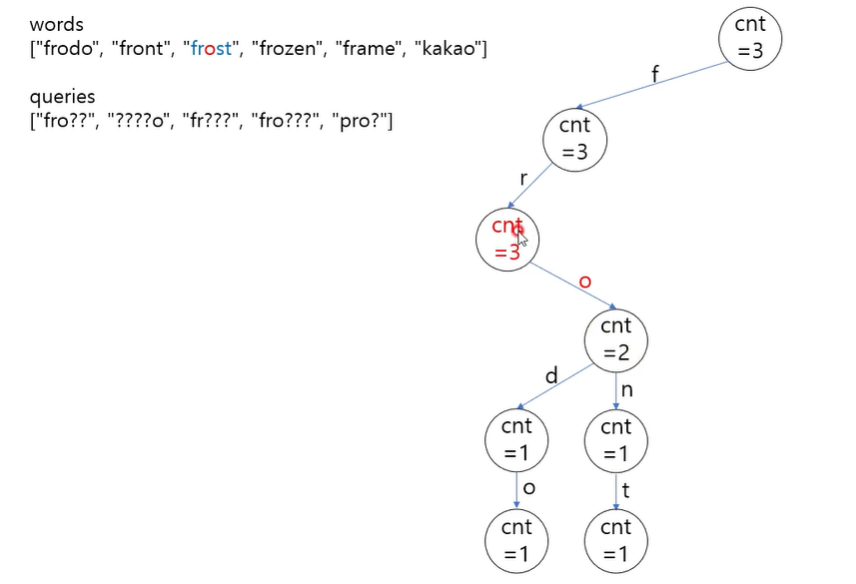 words
["frodo", "front", "frost", "frozen", "frame", "kakao"]
queries
["fro??", "????o", "fr???", "fro???", "pro?"]
cnt
=3
f
cnt
=3
r
cnt
=3
o
cnt
=2
d
n
cnt
=1
cnt
=1
o
t
cnt
=1
cnt
=1